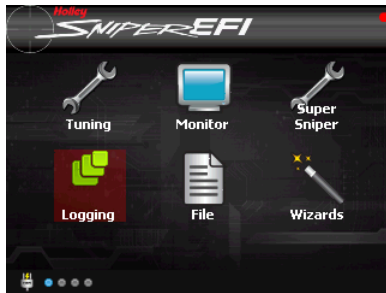 Holley
SNIPER EFI
Tuning
Monitor
Super
Sniper
Logging
File
Wizards